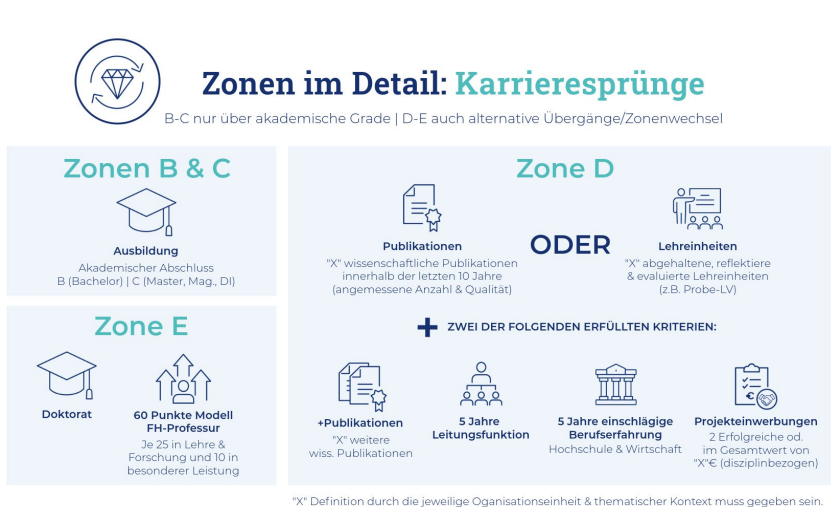 Zonen im Detail: Karrieresprünge
B-C nur über akademische Grade | D-E auch alternative Übergänge/Zonenwechsel
Zonen B & C
Ausbildung
Akademischer Abschluss
B (Bachelor) | C (Master, Mag., DI)
Zone E
Doktorat
60 Punkte Modell
FH-Professur
Je 25 in Lehre &
Forschung und 10 in
besonderer Leistung
Zone D
Publikationen
"X" wissenschaftliche Publikationen
innerhalb der letzten 10 Jahre
(angemessene Anzahl & Qualität)
ODER
Lehreinheiten
"X" abgehaltene, reflektiere
& evaluierte Lehreinheiten
(z.B. Probe-LV)
+ ZWEI DER FOLGENDEN ERFÜLLTEN KRITERIEN:
+Publikationen
"X" weitere
wiss. Publikationen
5 Jahre
Leitungsfunktion
5 Jahre einschlägige
Berufserfahrung
Hochschule & Wirtschaft
€
Projekteinwerbungen
2 Erfolgreiche od.
im Gesamtwert von
"X"€ (disziplinbezogen)
"X" Definition durch die jeweilige Oganisationseinheit & thematischer Kontext muss gegeben sein.